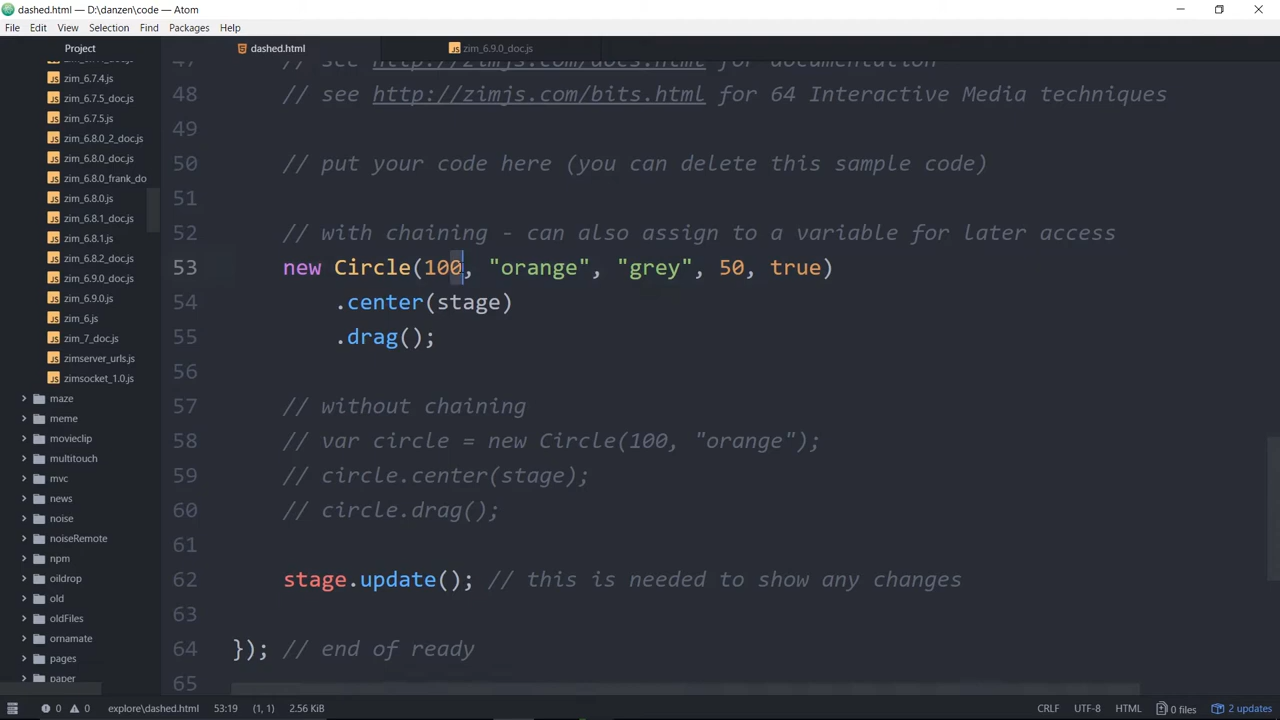 dashed.html — D:\danzen\code — Atom
File Edit View Selection Find Packages Help
Project
dashed.html
zim_6.9.0_doc.js
zim_6.7.4.js
zim_6.7.5_doc.js
zim_6.7.5.js
zim_6.8.0_2_doc.js
zim_6.8.0_doc.js
zim_6.8.0_frank_do
zim_6.8.0.js
zim_6.8.1_doc.js
zim_6.8.1.js
zim_6.8.2_doc.js
zim_6.9.0_doc.js
zim_6.9.0.js
zim_6.js
zim_7_doc.js
zimserver_urls.js
zimsocket_1.0.js
maze
meme
movieclip
multitouch
mvc
news
noise
noiseRemote
npm
oildrop
old
oldFiles
ornamate
pages
paper
47 // see http://zimjs.com/docs.html for documentation
48 // see http://zimjs.com/bits.html for 64 Interactive Media techniques
49
50 // put your code here (you can delete this sample code)
51
52 // with chaining - can also assign to a variable for later access
53 new Circle(100, "orange", "grey", 50, true)
54 .center(stage)
55 .drag();
56
57 // without chaining
58 // var circle = new Circle(100, "orange");
59 // circle.center(stage);
60 // circle.drag();
61
62 stage.update(); // this is needed to show any changes
63
64 }); // end of ready
65
0 0 explore\dashed.html 53:19 (1, 1) 2.56 KiB CRLF UTF-8 HTML 0 files 2 updates